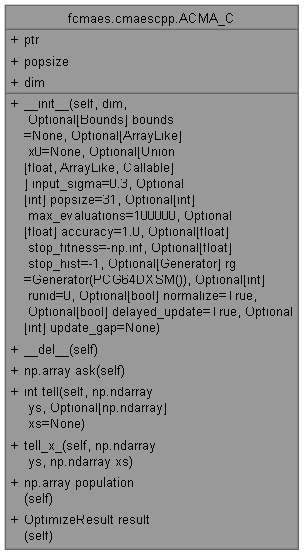 fcmaes.cmaescpp.ACMA_C
+ ptr
+ popsize
+ dim
+ __init__(self, dim,
Optional[Bounds] bounds
=None, Optional[ArrayLike]
x0=None, Optional[Union
[float, ArrayLike, Callable]
] input_sigma=0.3, Optional
[int] popsize=31, Optional[int]
max_evaluations=100000, Optional
[float] accuracy=1.0, Optional[float]
stop_fitness=-np.inf, Optional[float]
stop_hist=-1, Optional[Generator] rg
=Generator(PCG64DXSM()), Optional[int]
runid=0, Optional[bool] normalize=True,
Optional[bool] delayed_update=True, Optional
[int] update_gap=None)
+ __del__(self)
+ np.array ask(self)
+ int tell(self, np.ndarray
ys, Optional[np.ndarray]
xs=None)
+ tell_x_(self, np.ndarray
ys, np.ndarray xs)
+ np.array population
(self)
+ OptimizeResult result
(self)